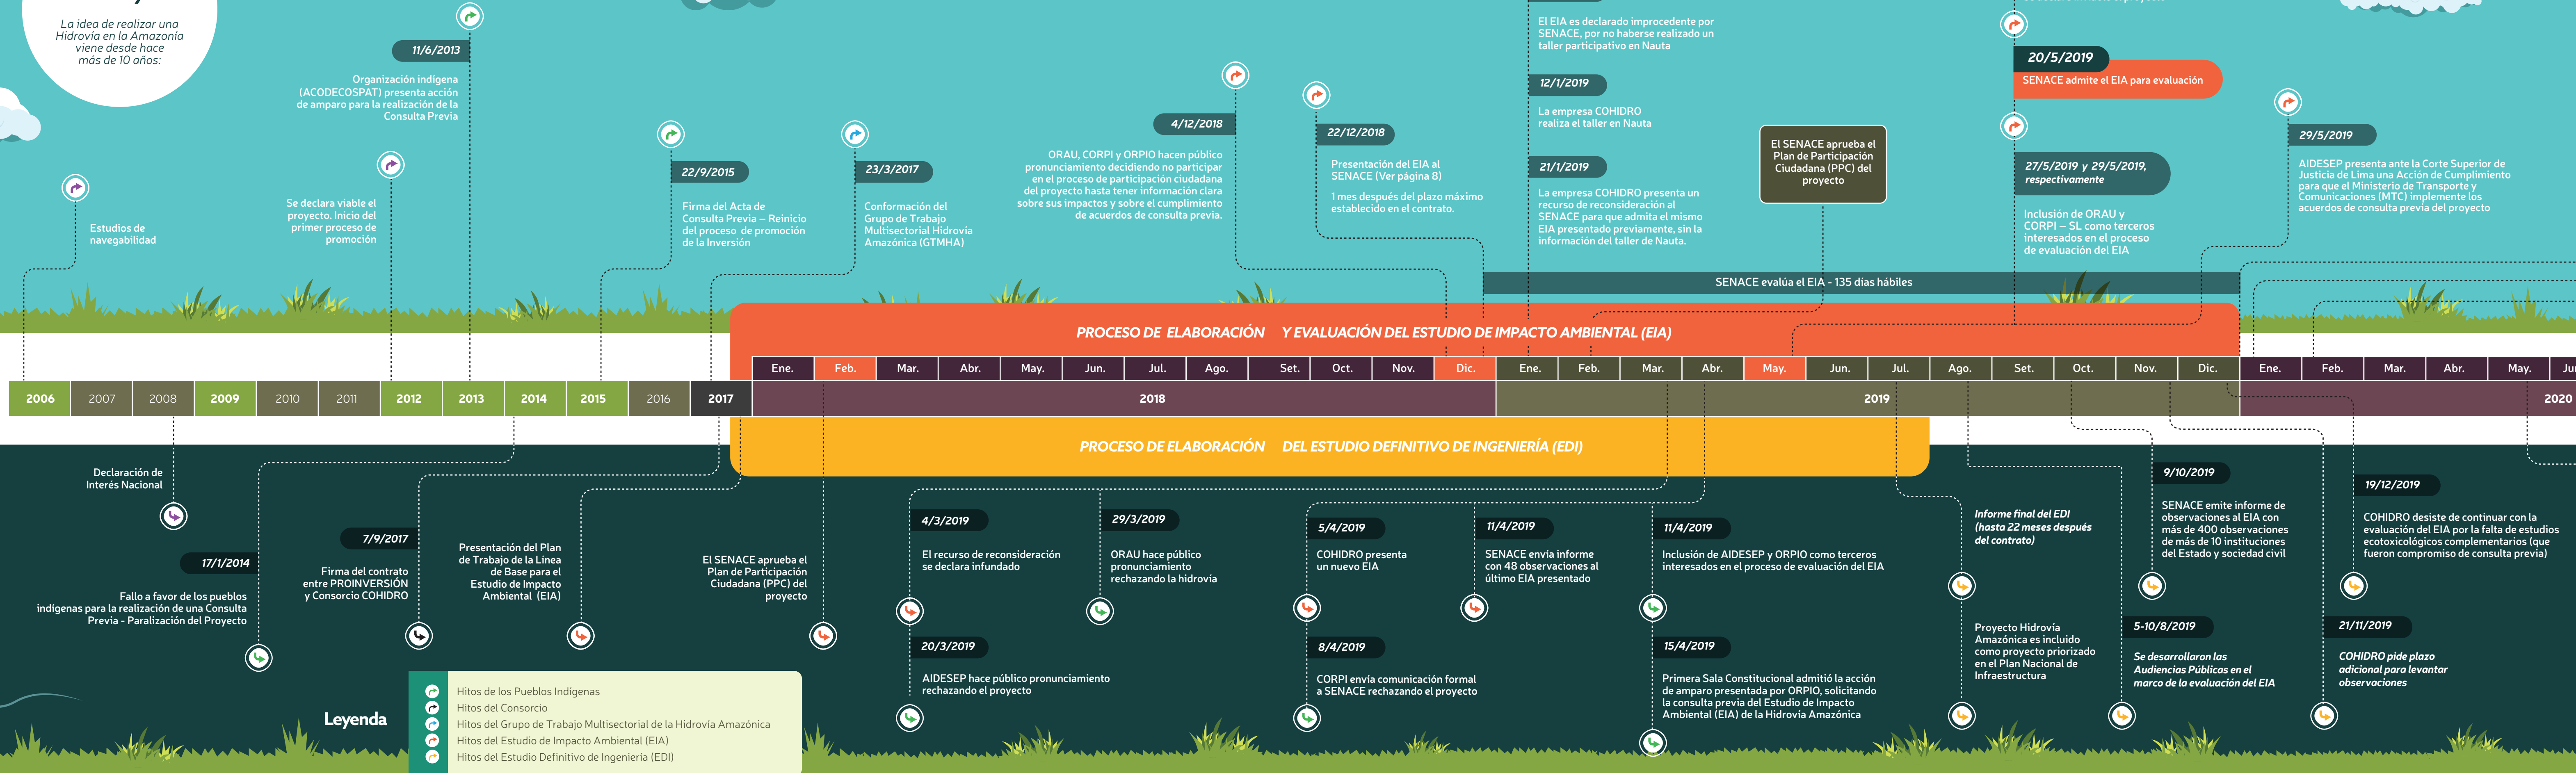 La idea de realizar una
Hidrovía en la Amazonía
viene desde hace
más de 10 años:
11/6/2013
Organización indígena
(ACODECOSPAT) presenta acción
de amparo para la realización de la
Consulta Previa
Estudios de
navegabilidad
Se declara viable el
proyecto. Inicio del
primer proceso de
promoción
22/9/2015
Firma del Acta de
Consulta Previa – Reinicio
del proceso de promoción
de la Inversión
23/3/2017
Conformación del
Grupo de Trabajo
Multisectorial Hidrovía
Amazónica (GTMHA)
4/12/2018
ORAU, CORPI y ORPIO hacen público
pronunciamiento decidiendo no participar
en el proceso de participación ciudadana
del proyecto hasta tener información clara
sobre sus impactos y sobre el cumplimiento
de acuerdos de consulta previa.
22/12/2018
Presentación del EIA al
SENACE (Ver página 8)
1 mes después del plazo máximo
establecido en el contrato.
El EIA es declarado improcedente por
SENACE, por no haberse realizado un
taller participativo en Nauta
12/1/2019
La empresa COHIDRO
realiza el taller en Nauta
21/1/2019
La empresa COHIDRO presenta un
recurso de reconsideración al
SENACE para que admita el mismo
EIA presentado previamente, sin la
información del taller de Nauta.
El SENACE aprueba el
Plan de Participación
Ciudadana (PPC) del
proyecto
20/5/2019
SENACE admite el EIA para evaluación
27/5/2019 y 29/5/2019,
respectivamente
Inclusión de ORAU y
CORPI – SL como terceros
interesados en el proceso
de evaluación del EIA
29/5/2019
AIDESEP presenta ante la Corte Superior de
Justicia de Lima una Acción de Cumplimiento
para que el Ministerio de Transporte y
Comunicaciones (MTC) implemente los
acuerdos de consulta previa del proyecto
SENACE evalúa el EIA - 135 días hábiles
PROCESO DE ELABORACIÓN Y EVALUACIÓN DEL ESTUDIO DE IMPACTO AMBIENTAL (EIA)
Ene. Feb. Mar. Abr. May. Jun. Jul. Ago. Set. Oct. Nov. Dic. Ene. Feb. Mar. Abr. May. Jun. Jul. Ago. Set. Oct. Nov. Dic. Ene. Feb. Mar. Abr. May.
2006 2007 2008 2009 2010 2011 2012 2013 2014 2015 2016 2017 2018 2019 2020
PROCESO DE ELABORACIÓN DEL ESTUDIO DEFINITIVO DE INGENIERÍA (EDI)
Declaración de
Interés Nacional
17/1/2014
Fallo a favor de los pueblos
indígenas para la realización de una Consulta
Previa - Paralización del Proyecto
7/9/2017
Firma del contrato
entre PROINVERSIÓN
y Consorcio COHIDRO
Presentación del Plan
de Trabajo de la Línea
de Base para el
Estudio de Impacto
Ambiental (EIA)
El SENACE aprueba el
Plan de Participación
Ciudadana (PPC) del
proyecto
4/3/2019
El recurso de reconsideración
se declara infundado
20/3/2019
AIDESEP hace público pronunciamiento
rechazando el proyecto
29/3/2019
ORAU hace público
pronunciamiento
rechazando la hidrovía
5/4/2019
COHIDRO presenta
un nuevo EIA
8/4/2019
CORPI envía comunicación formal
a SENACE rechazando el proyecto
11/4/2019
SENACE envía informe
con 48 observaciones al
último EIA presentado
11/4/2019
Inclusión de AIDESEP y ORPIO como terceros
interesados en el proceso de evaluación del EIA
15/4/2019
Primera Sala Constitucional admitió la acción
de amparo presentada por ORPIO, solicitando
la consulta previa del Estudio de Impacto
Ambiental (EIA) de la Hidrovía Amazónica
Informe final del EDI
(hasta 22 meses después
del contrato)
Proyecto Hidrovía
Amazónica es incluido
como proyecto priorizado
en el Plan Nacional de
Infraestructura
9/10/2019
SENACE emite informe de
observaciones al EIA con
más de 400 observaciones
de más de 10 instituciones
del Estado y sociedad civil
5-10/8/2019
Se desarrollaron las
Audiencias Públicas en el
marco de la evaluación del EIA
19/12/2019
COHIDRO desiste de continuar con la
evaluación del EIA por la falta de estudios
ecotoxicológicos complementarios (que
fueron compromiso de consulta previa)
21/11/2019
COHIDRO pide plazo
adicional para levantar
observaciones
Leyenda
Hitos de los Pueblos Indígenas
Hitos del Consorcio
Hitos del Grupo de Trabajo Multisectorial de la Hidrovia Amazónica
Hitos del Estudio de Impacto Ambiental (EIA)
Hitos del Estudio Definitivo de Ingeniería (EDI)